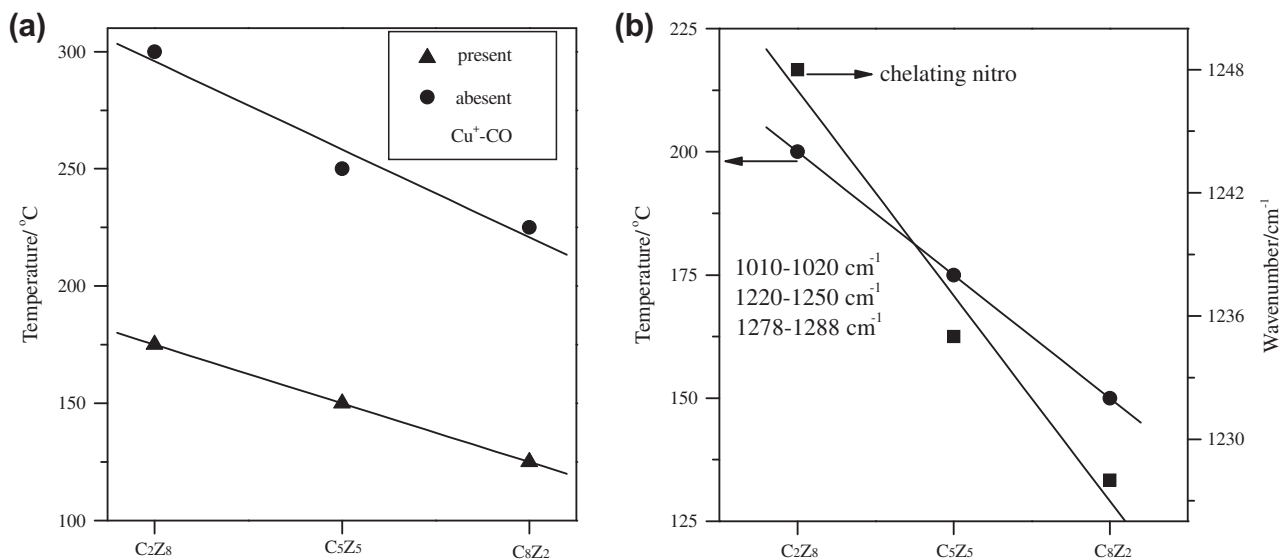 (a)
300
250
200
150
100
Temperature/ °C
present
abesent
Cu⁺-CO
C₂Z₈
C₅Z₅
C₈Z₂
(b)
225
200
175
150
125
Temperature/ °C
chelating nitro
1010-1020 cm⁻¹
1220-1250 cm⁻¹
1278-1288 cm⁻¹
1248
1242
1236
1230
Wavenumber/cm⁻¹
C₂Z₈
C₅Z₅
C₈Z₂